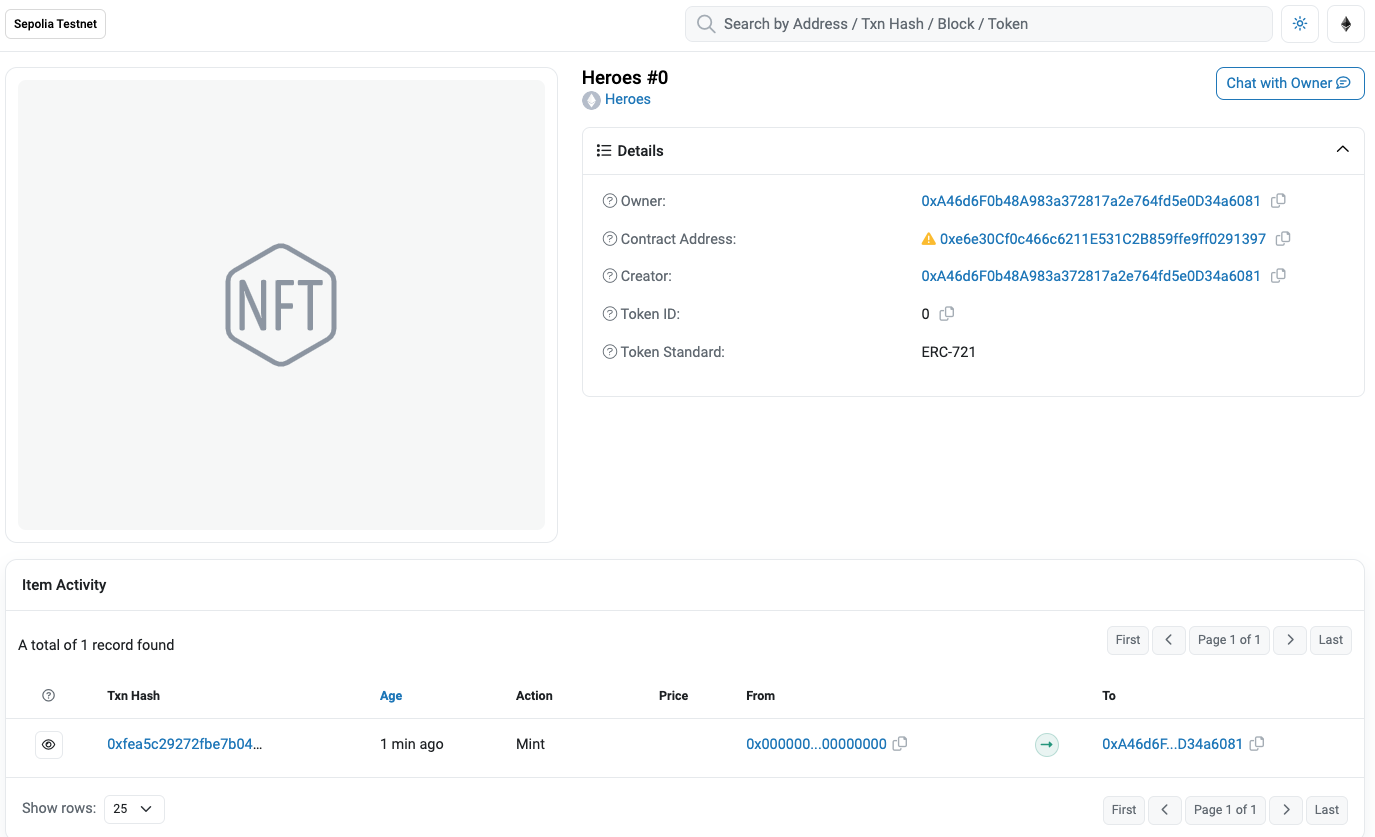 Sepolia Testnet
Search by Address / Txn Hash / Block / Token
Heroes #0
Heroes
Chat with Owner
NFT
Details
Owner: 0xA46d6F0b48A983a372817a2e764fd5e0D34a6081
Contract Address: 0xe6e30Cf0c466c6211E531C2B859ffe9ff0291397
Creator: 0xA46d6F0b48A983a372817a2e764fd5e0D34a6081
Token ID: 0
Token Standard: ERC-721
Item Activity
A total of 1 record found
First Page 1 of 1 Last
Txn Hash Age Action Price From To
0xfea5c29272fbe7b04... 1 min ago Mint 0x000000...00000000 0xA46d6F...D34a6081
Show rows: 25
First Page 1 of 1 Last